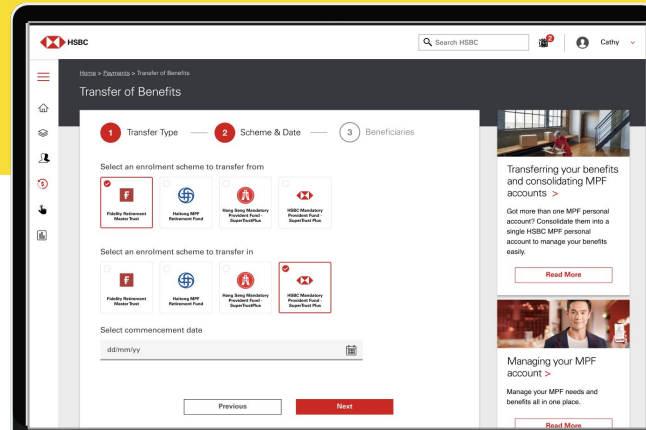 HSBC
Search HSBC
2
Cathy
Home > Payments > Transfer of Benefits
Transfer of Benefits
1 Transfer Type
2 Scheme & Date
3 Beneficiaries
Select an enrolment scheme to transfer from
Fidelity Retirement
Master Trust
Haitong MPF
Retirement Fund
Hang Seng Mandatory
Provident Fund -
SuperTrustPlus
HSBC Mandatory
Provident Fund -
SuperTrust Plus
Select an enrolment scheme to transfer in
Fidelity Retirement
Master Trust
Haitong MPF
Retirement Fund
Hang Seng Mandatory
Provident Fund -
SuperTrustPlus
HSBC Mandatory
Provident Fund -
SuperTrust Plus
Select commencement date
dd/mm/yy
Previous
Next
Transferring your benefits
and consolidating MPF
accounts >
Got more than one MPF personal
account? Consolidate them into a
single HSBC MPF personal
account to manage your benefits
easily.
Read More
Managing your MPF
account >
Manage your MPF needs and
benefits all in one place.
Read More